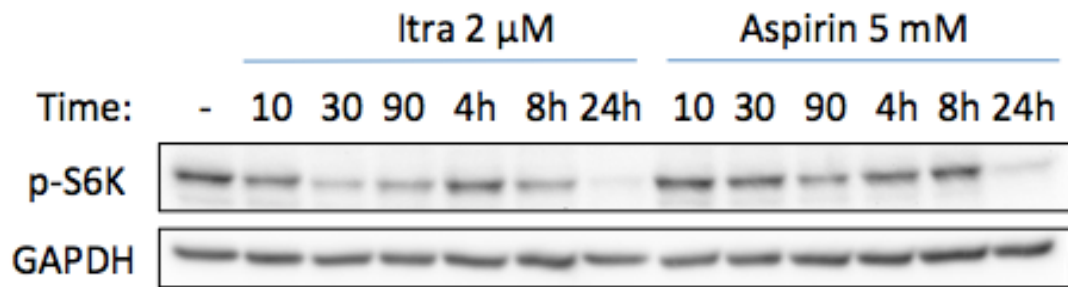 Itra 2 µM Aspirin 5 mM
Time: - 10 30 90 4h 8h 24h 10 30 90 4h 8h 24h
p-S6K
GAPDH